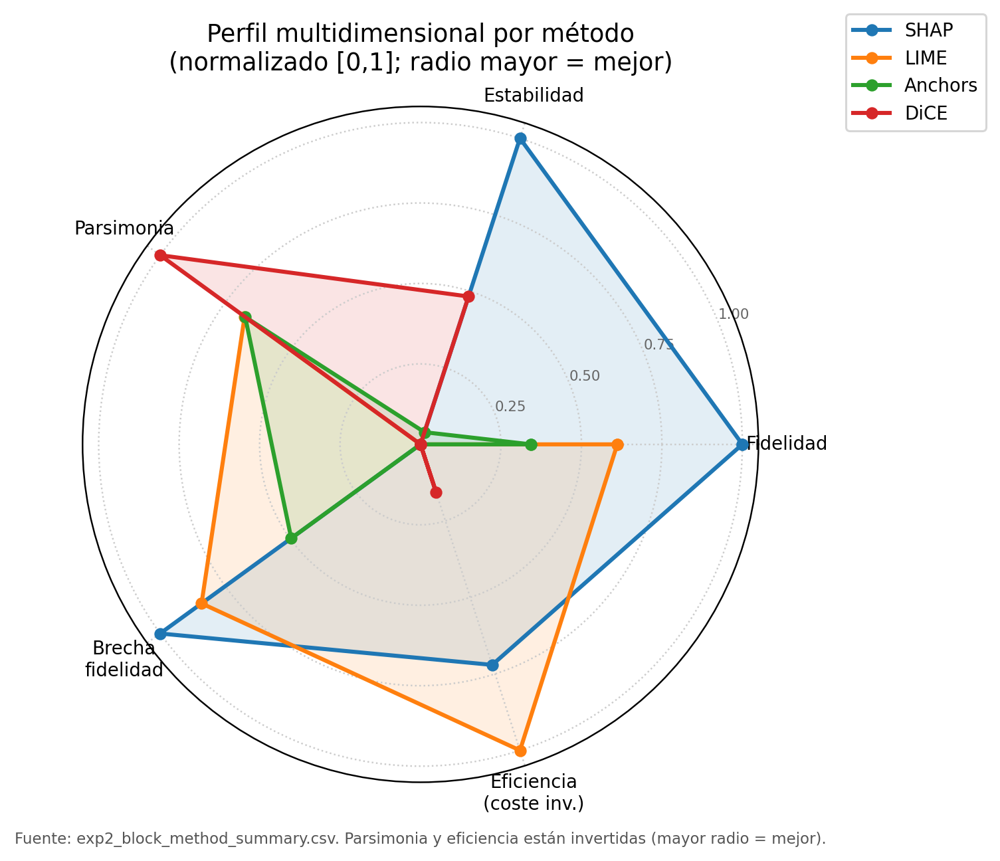 Perfil multidimensional por método
(normalizado [0,1]; radio mayor = mejor)
SHAP
LIME
Anchors
DiCE
Estabilidad
Parsimonia
1.00
0.75
0.50
0.25
Fidelidad
Brecha
fidelidad
Eficiencia
(coste inv.)
Fuente: exp2_block_method_summary.csv. Parsimonia y eficiencia están invertidas (mayor radio = mejor).